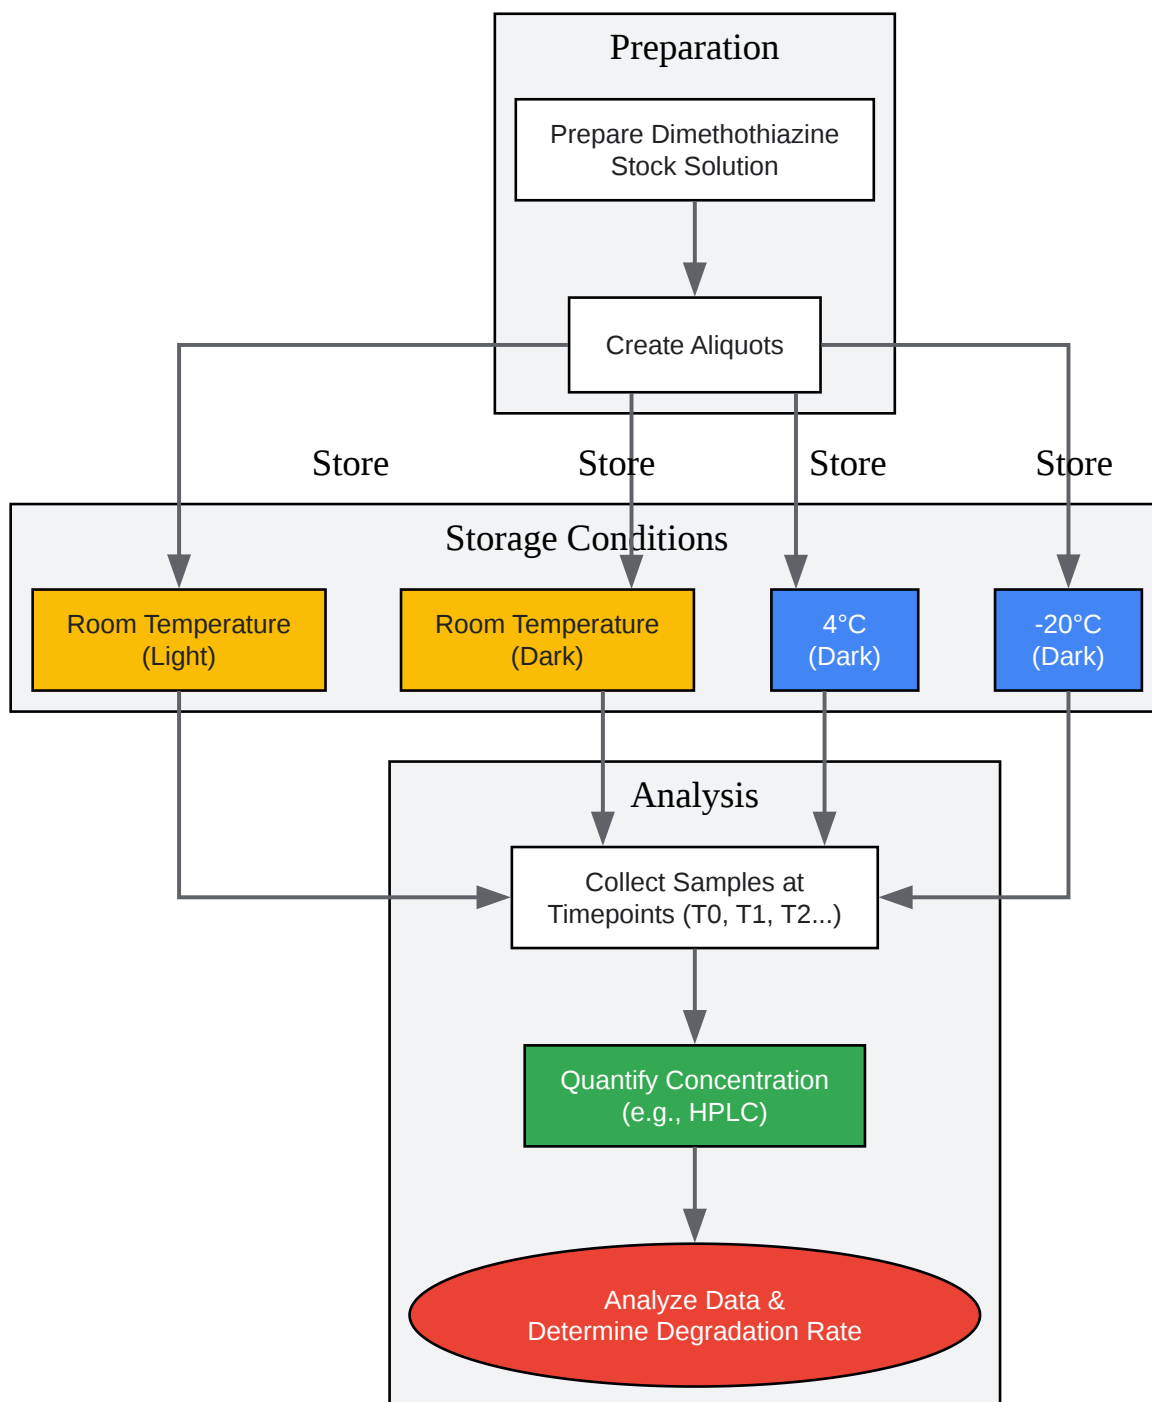 Preparation
Prepare Dimethothiazine
Stock Solution
Create Aliquots
Store
Store
Store
Store
Storage Conditions
Room Temperature
(Light)
Room Temperature
(Dark)
4°C
(Dark)
-20°C
(Dark)
Analysis
Collect Samples at
Timepoints (T0, T1, T2...)
Quantify Concentration
(e.g., HPLC)
Analyze Data &
Determine Degradation Rate